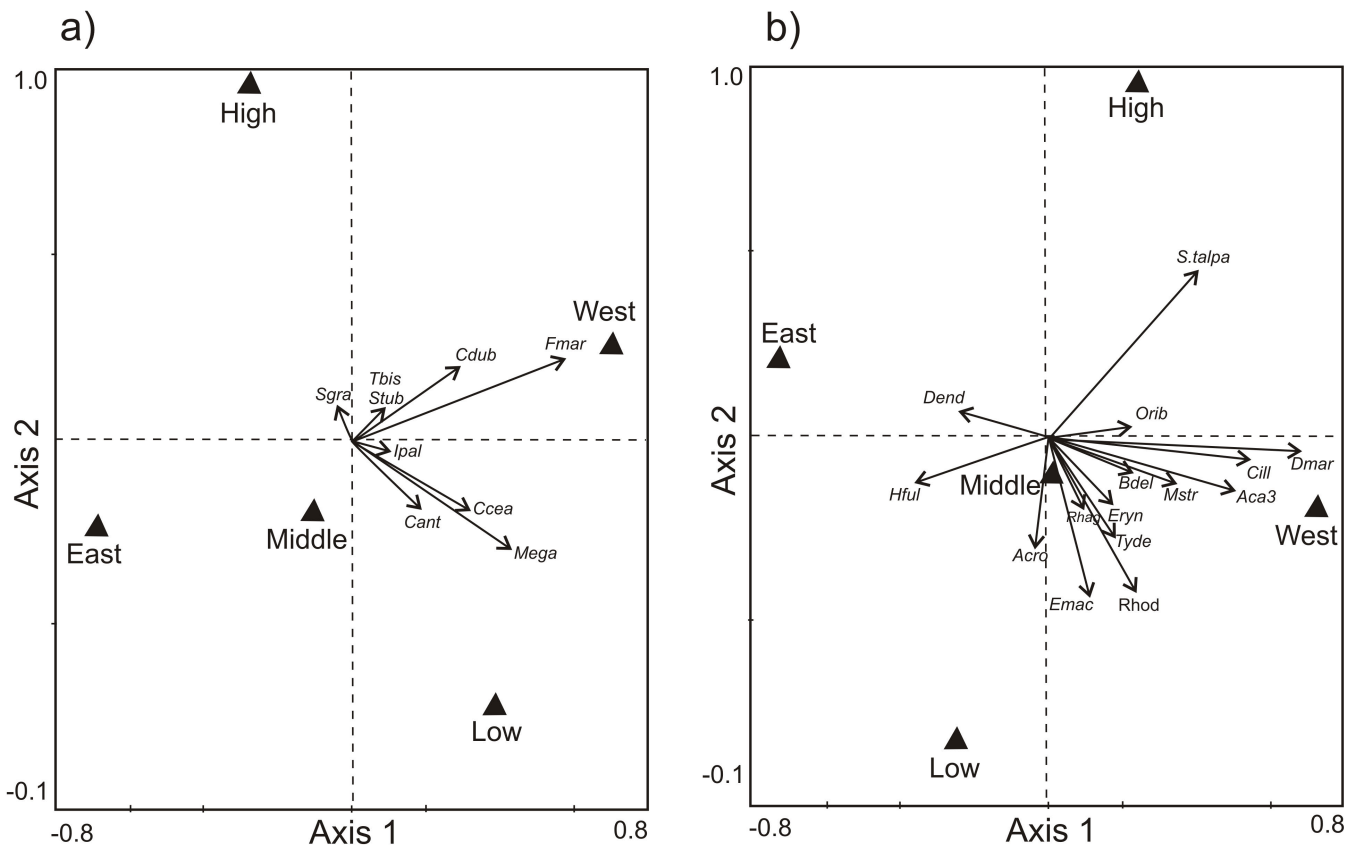 a)
1.0
High
West
Fmar
Cdub
Tbis
Stub
Sgra
Ipal
Ccea
Cant
Mega
Middle
East
Low
Axis 2
-0.1
-0.8
Axis 1
0.8
b)
1.0
High
S.talpa
East
Dend
Orib
Dmar
Cill
Bdel
Mstr
Aca3
Hful
Middle
West
Rhag
Eryn
Tyde
Acro
Emac
Rhod
Low
Axis 2
-0.1
-0.8
Axis 1
0.8